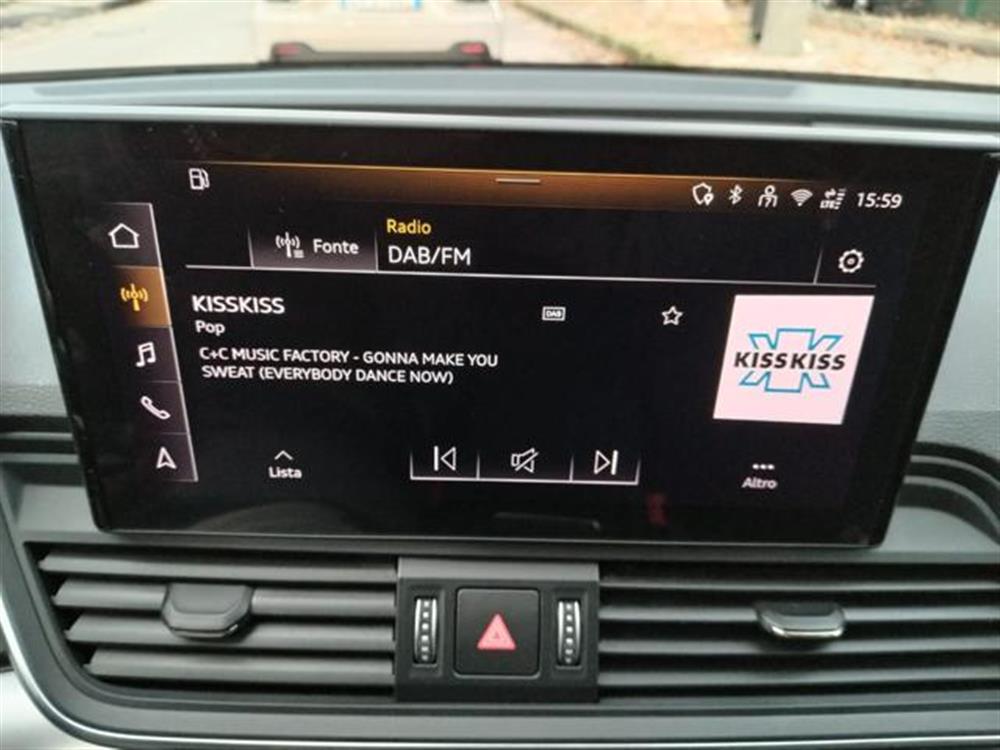 LTE 15:59
Fonte
Radio
DAB/FM
KISSKISS
DAB
Pop
C+C MUSIC FACTORY - GONNA MAKE YOU
SWEAT (EVERYBODY DANCE NOW)
KISSKISS
Lista
Altro